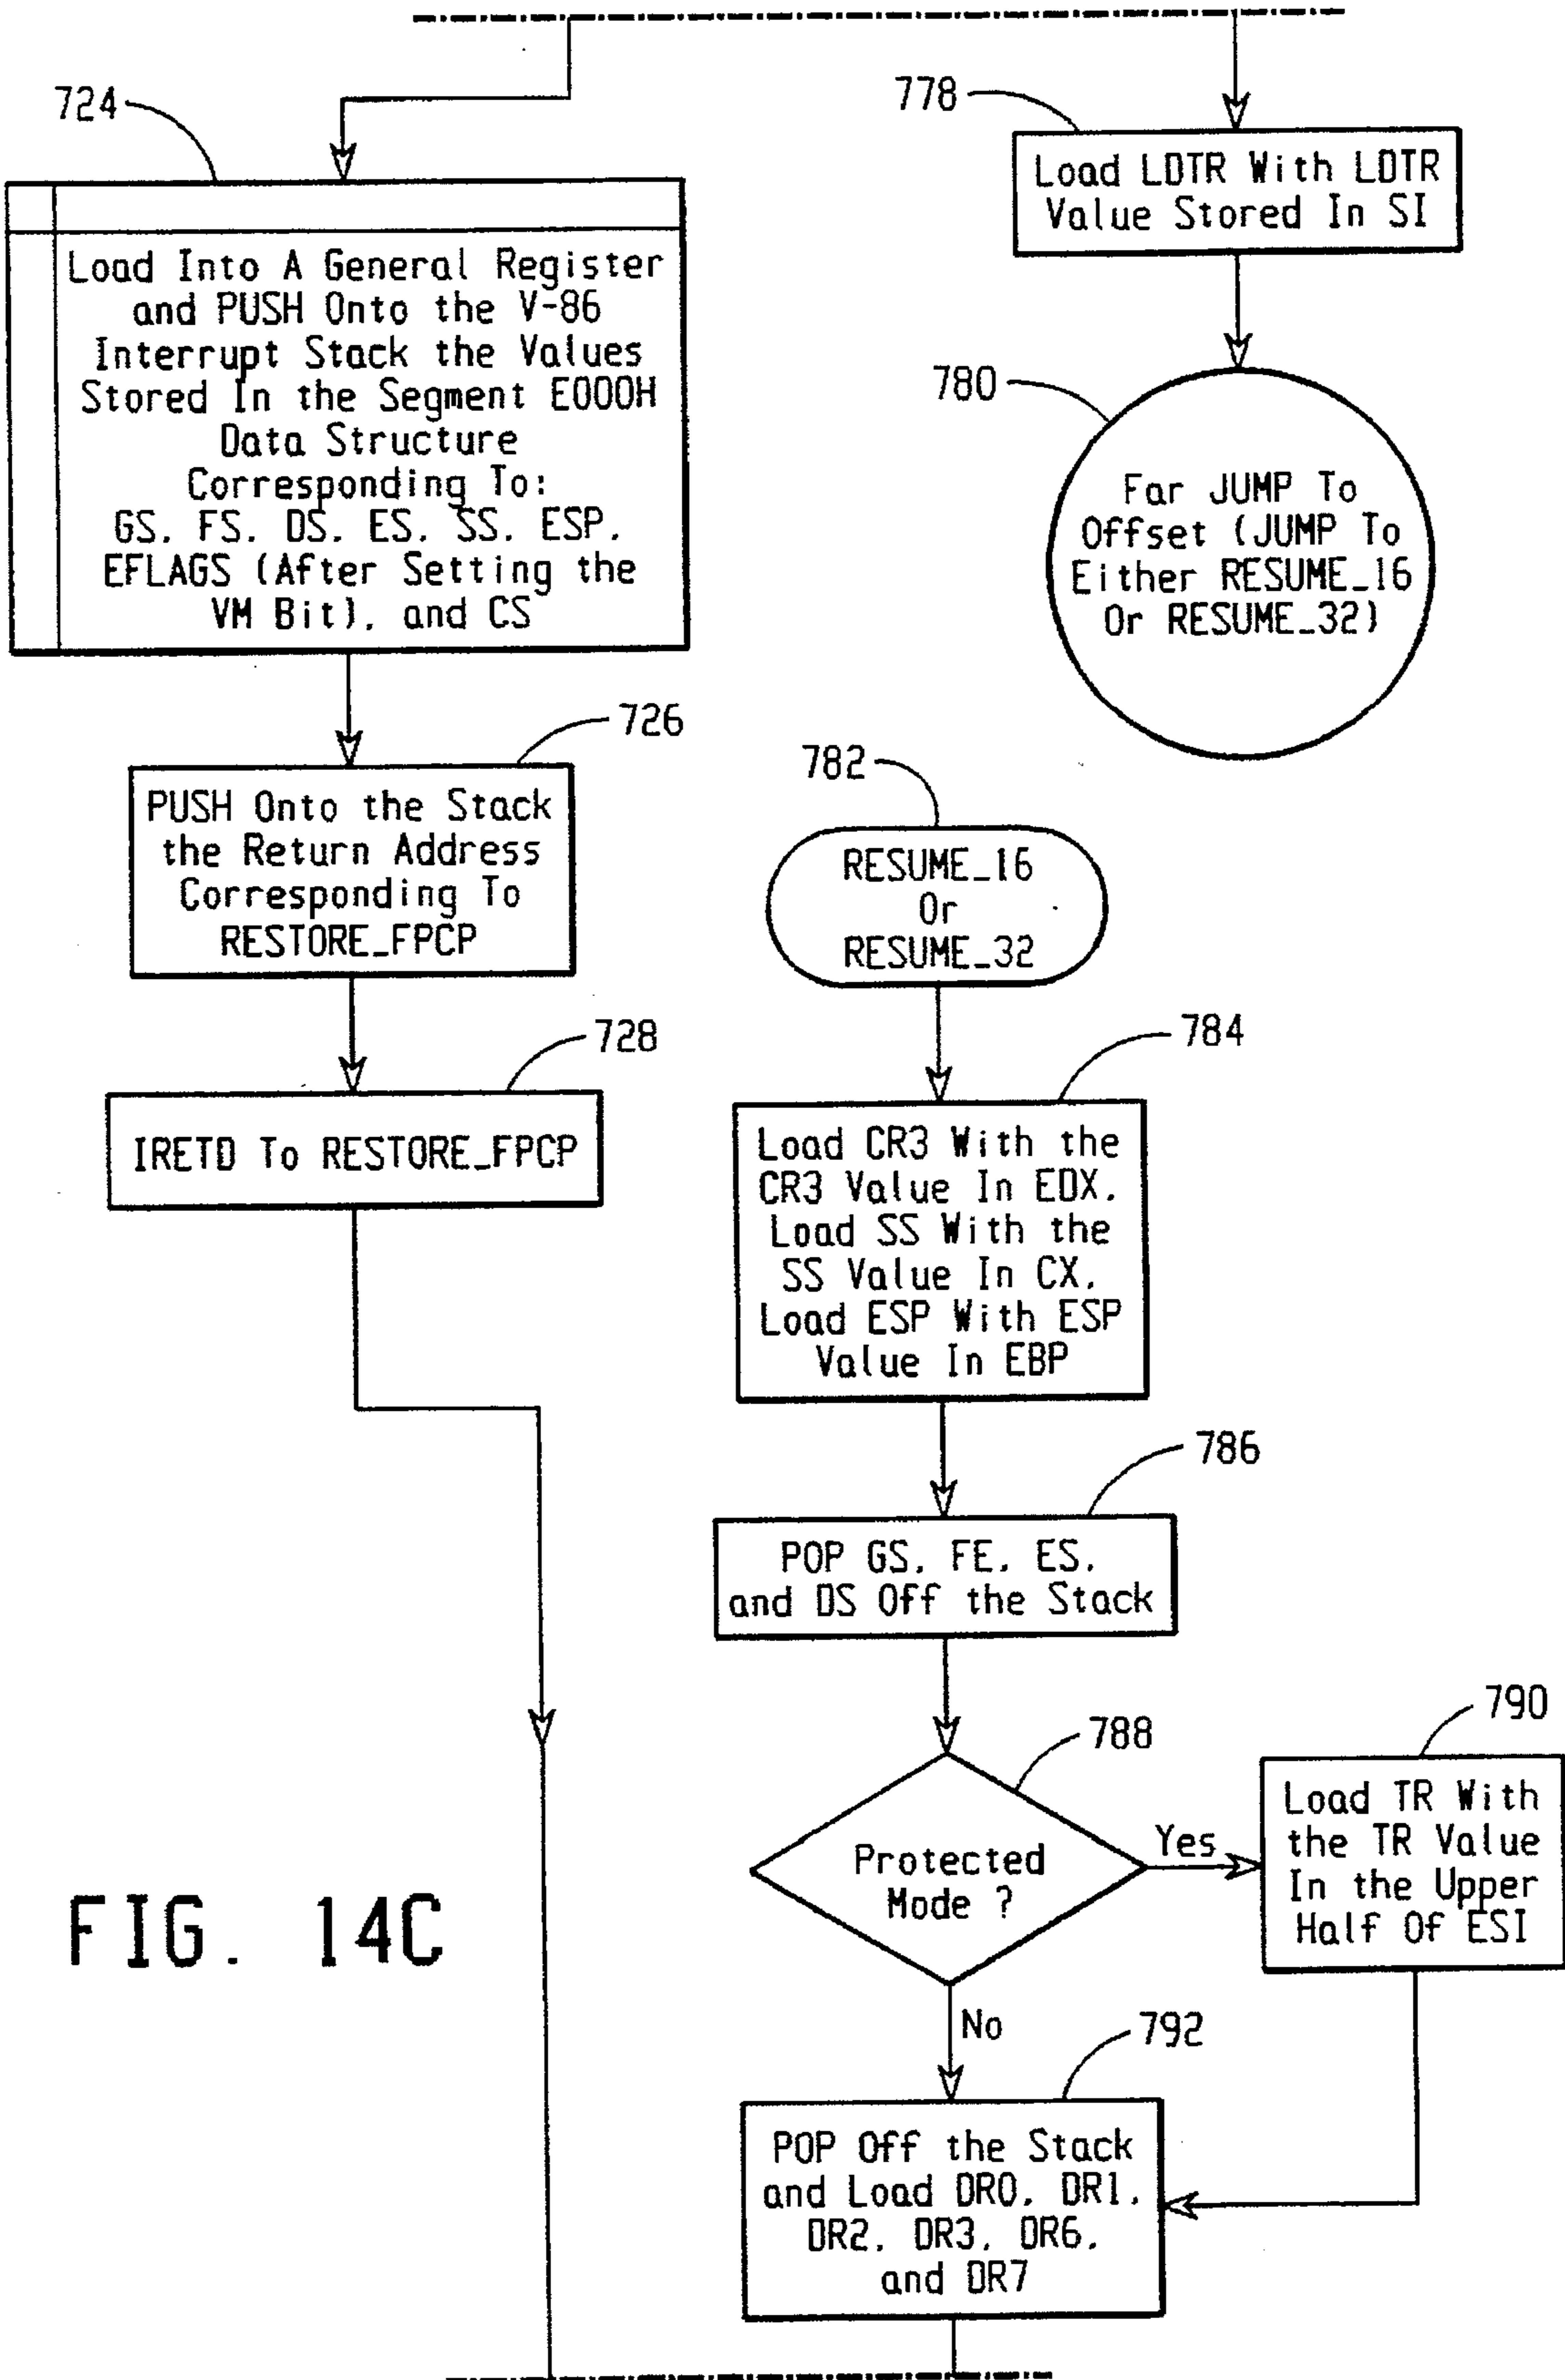 724
Load Into A General Register
and PUSH Onto the V-86
Interrupt Stack the Values
Stored In the Segment E000H
Data Structure
Corresponding To:
GS, FS, DS, ES, SS, ESP,
EFLAGS (After Setting the
VM Bit), and CS
726
PUSH Onto the Stack
the Return Address
Corresponding To
RESTORE_FPCP
728
IRETD To RESTORE_FPCP
778
Load LDTR With LDTR
Value Stored In SI
780
Far JUMP To
Offset (JUMP To
Either RESUME_16
Or RESUME_32)
782
RESUME_16
Or
RESUME_32
784
Load CR3 With the
CR3 Value In EDX,
Load SS With the
SS Value In CX,
Load ESP With ESP
Value In EBP
786
POP GS, FE, ES,
and DS Off the Stack
788
Protected
Mode ?
Yes
790
Load TR With
the TR Value
In the Upper
Half Of ESI
No
792
POP Off the Stack
and Load DR0, DR1,
DR2, DR3, DR6,
and DR7
FIG. 14C